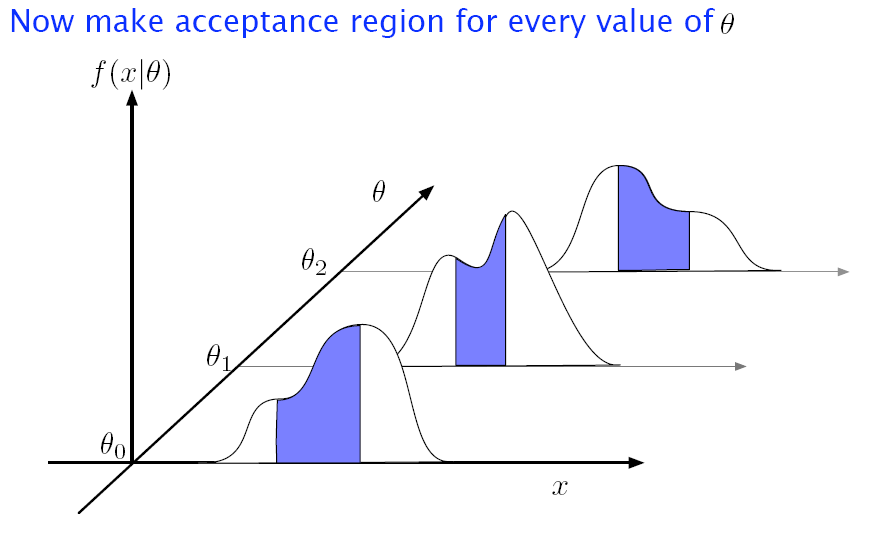 Now make acceptance region for every value of θ
f(x|θ)
θ
θ₂
θ₁
θ₀
x